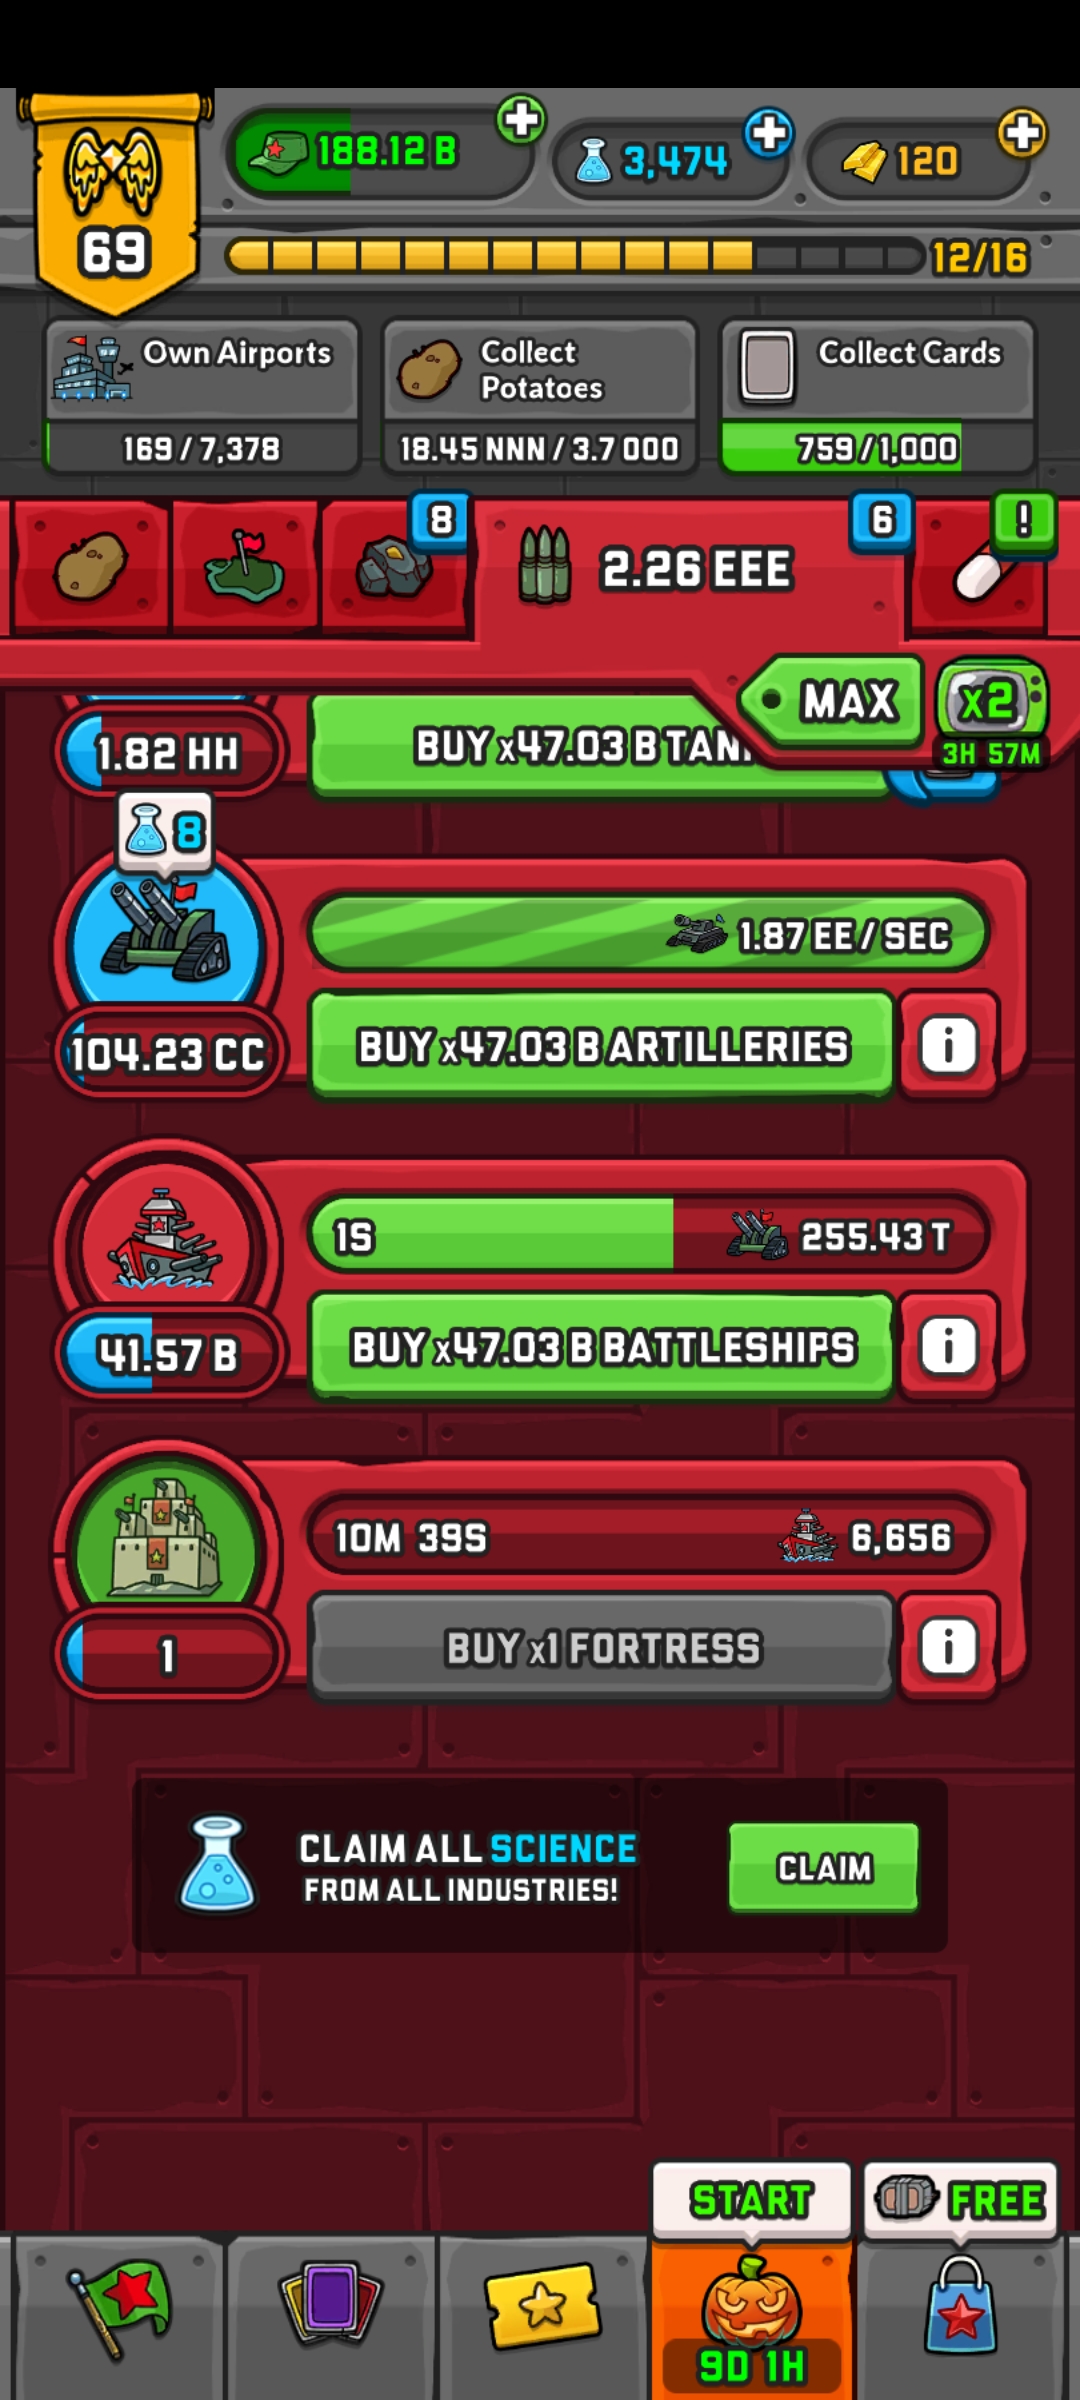 188.12 B
3,474
120
69
12/16
Own Airports
169 / 7,378
Collect
Potatoes
18.45 NNN / 3.7 OOO
Collect Cards
759 / 1,000
8
2.26 EEE
6
!
MAX
x2
3H 57M
1.82 HH
BUY x47.03 B TAN
8
1.87 EE / SEC
104.23 CC
BUY x47.03 B ARTILLERIES
i
1S
255.43 T
41.57 B
BUY x47.03 B BATTLESHIPS
i
10M 39S
6,656
1
BUY x1 FORTRESS
i
CLAIM ALL SCIENCE
FROM ALL INDUSTRIES!
CLAIM
START
FREE
9D 1H